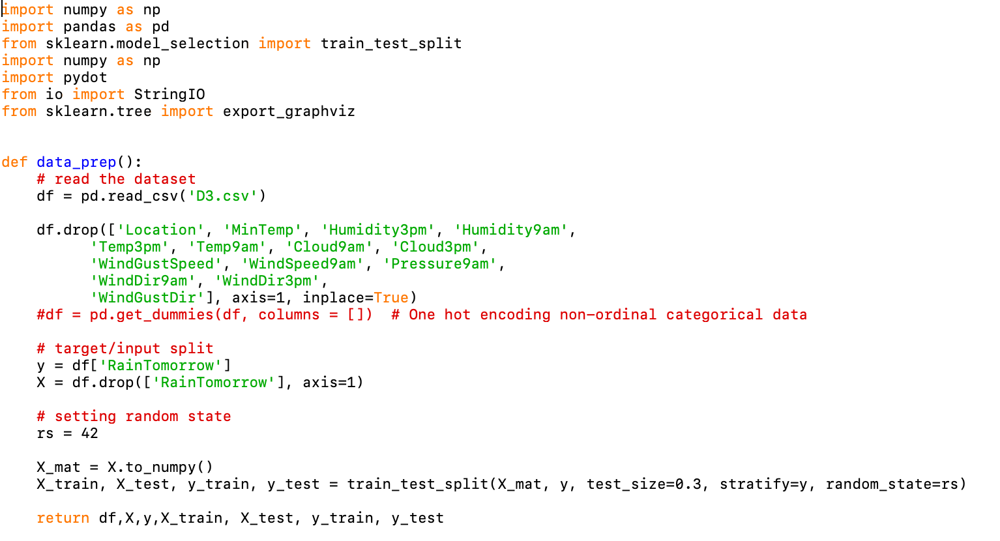 import numpy as np
import pandas as pd
from sklearn.model_selection import train_test_split
import numpy as np
import pydot
from io import StringIO
from sklearn.tree import export_graphviz
def data_prep():
    # read the dataset
    df = pd.read_csv('D3.csv')
    df.drop(['Location', 'MinTemp', 'Humidity3pm', 'Humidity9am',
          'Temp3pm', 'Temp9am', 'Cloud9am', 'Cloud3pm',
          'WindGustSpeed', 'WindSpeed9am', 'Pressure9am',
          'WindDir9am', 'WindDir3pm',
          'WindGustDir'], axis=1, inplace=True)
    #df = pd.get_dummies(df, columns = [])  # One hot encoding non-ordinal categorical data
    # target/input split
    y = df['RainTomorrow']
    X = df.drop(['RainTomorrow'], axis=1)
    # setting random state
    rs = 42
    X_mat = X.to_numpy()
    X_train, X_test, y_train, y_test = train_test_split(X_mat, y, test_size=0.3, stratify=y, random_state=rs)
    return df,X,y,X_train, X_test, y_train, y_test